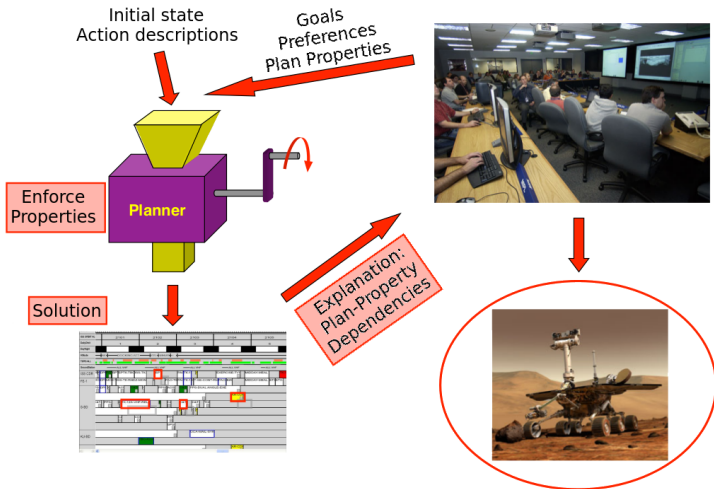 Initial state
Action descriptions
Goals
Preferences
Plan Properties
Enforce
Properties
Planner
Solution
Explanation:
Plan-Property
Dependencies